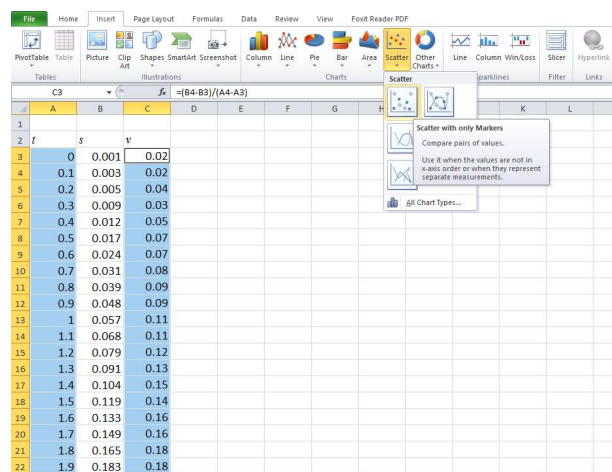 File Home Insert Page Layout Formulas Data Review View Foxit Reader PDF
PivotTable Table Picture Clip Art Shapes SmartArt Screenshot Column Line Pie Bar Area Scatter Other Charts Line Column Win/Loss Slicer Hyperlink
Tables Illustrations Charts Sparklines Filter Links
C3 fx =(B4-B3)/(A4-A3)
Scatter
Scatter with only Markers
Compare pairs of values.
Use it when the values are not in
x-axis order or when they represent
separate measurements.
All Chart Types...
A B C D E F G H K L
1
2 t s v
3 0 0.001 0.02
4 0.1 0.003 0.02
5 0.2 0.005 0.04
6 0.3 0.009 0.03
7 0.4 0.012 0.05
8 0.5 0.017 0.07
9 0.6 0.024 0.07
10 0.7 0.031 0.08
11 0.8 0.039 0.09
12 0.9 0.048 0.09
13 1 0.057 0.11
14 1.1 0.068 0.11
15 1.2 0.079 0.12
16 1.3 0.091 0.13
17 1.4 0.104 0.15
18 1.5 0.119 0.14
19 1.6 0.133 0.16
20 1.7 0.149 0.16
21 1.8 0.165 0.18
22 1.9 0.183 0.18